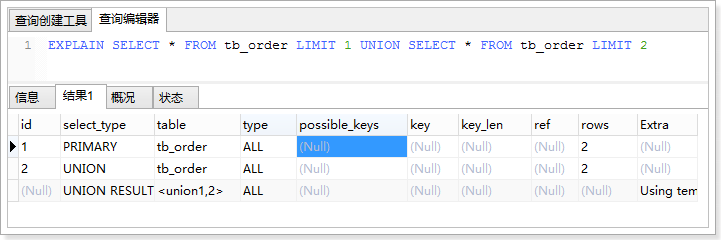 查询创建工具 查询编辑器
1 EXPLAIN SELECT * FROM tb_order LIMIT 1 UNION SELECT * FROM tb_order LIMIT 2
信息 结果1 概况 状态
id select_type table type possible_keys key key_len ref rows Extra
1 PRIMARY tb_order ALL (Null) (Null) (Null) (Null) 2 (Null)
2 UNION tb_order ALL (Null) (Null) (Null) (Null) 2 (Null)
(Null) UNION RESULT <union1,2> ALL (Null) (Null) (Null) (Null) (Null) Using tem